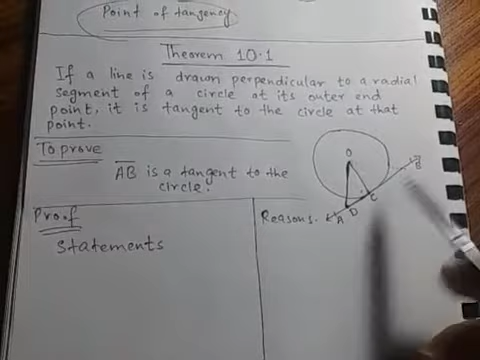 Point of tangency
Theorem 10.1
If a line is drawn perpendicular to a radial
segment of a circle at its outer end
point, it is tangent to the circle at that
point.
To prove
AB is a tangent to the
circle.
O
B
C
D
A
Proof
Statements
Reasons.